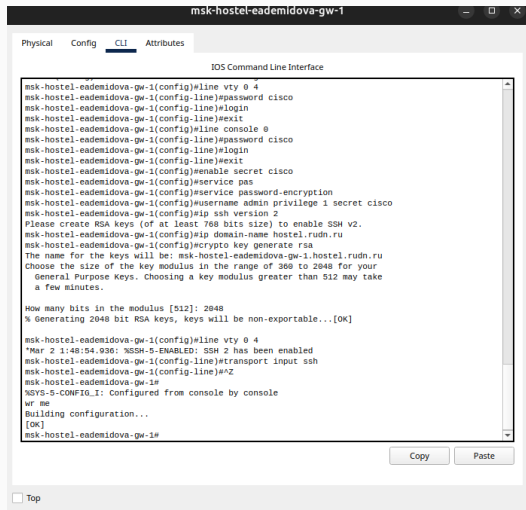 msk-hostel-eademidova-gw-1
Physical Config CLI Attributes
IOS Command Line Interface
msk-hostel-eademidova-gw-1(config)#line vty 0 4
msk-hostel-eademidova-gw-1(config-line)#password cisco
msk-hostel-eademidova-gw-1(config-line)#login
msk-hostel-eademidova-gw-1(config-line)#exit
msk-hostel-eademidova-gw-1(config)#line console 0
msk-hostel-eademidova-gw-1(config-line)#password cisco
msk-hostel-eademidova-gw-1(config-line)#login
msk-hostel-eademidova-gw-1(config-line)#exit
msk-hostel-eademidova-gw-1(config)#enable secret cisco
msk-hostel-eademidova-gw-1(config)#service pas
msk-hostel-eademidova-gw-1(config)#service password-encryption
msk-hostel-eademidova-gw-1(config)#username admin privilege 1 secret cisco
msk-hostel-eademidova-gw-1(config)#ip ssh version 2
Please create RSA keys (of at least 768 bits size) to enable SSH v2.
msk-hostel-eademidova-gw-1(config)#ip domain-name hostel.rudn.ru
msk-hostel-eademidova-gw-1(config)#crypto key generate rsa
The name for the keys will be: msk-hostel-eademidova-gw-1.hostel.rudn.ru
Choose the size of the key modulus in the range of 360 to 2048 for your
General Purpose Keys. Choosing a key modulus greater than 512 may take
a few minutes.
How many bits in the modulus [512]: 2048
% Generating 2048 bit RSA keys, keys will be non-exportable...[OK]
msk-hostel-eademidova-gw-1(config)#line vty 0 4
*Mar 2 1:48:54.936: %SSH-5-ENABLED: SSH 2 has been enabled
msk-hostel-eademidova-gw-1(config-line)#transport input ssh
msk-hostel-eademidova-gw-1(config-line)#^Z
msk-hostel-eademidova-gw-1#
%SYS-5-CONFIG_I: Configured from console by console
wr me
Building configuration...
[OK]
msk-hostel-eademidova-gw-1#
Copy Paste
Top